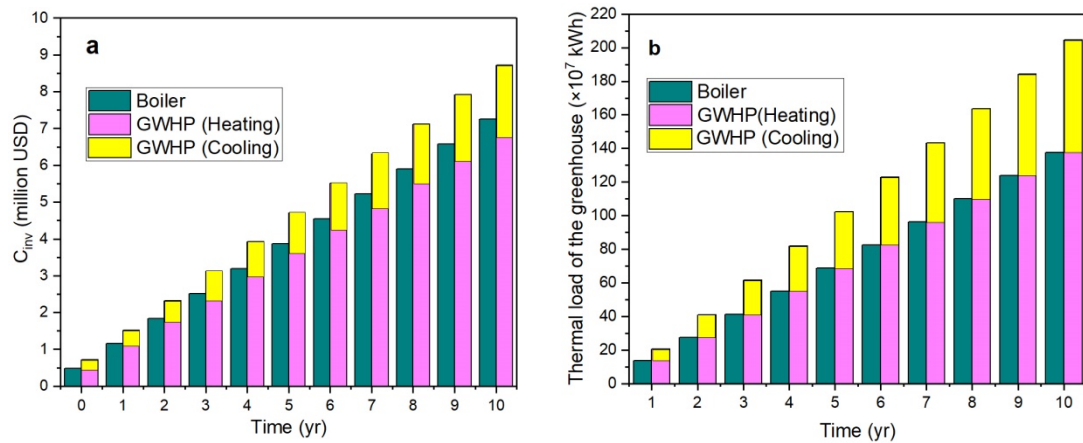 a
Boiler
GWHP (Heating)
GWHP (Cooling)
C_inv (million USD)
10
9
8
7
6
5
4
3
2
1
0
0 1 2 3 4 5 6 7 8 9 10
Time (yr)
b
Boiler
GWHP(Heating)
GWHP (Cooling)
Thermal load of the greenhouse (×10⁷ kWh)
220
200
180
160
140
120
100
80
60
40
20
0
1 2 3 4 5 6 7 8 9 10
Time (yr)